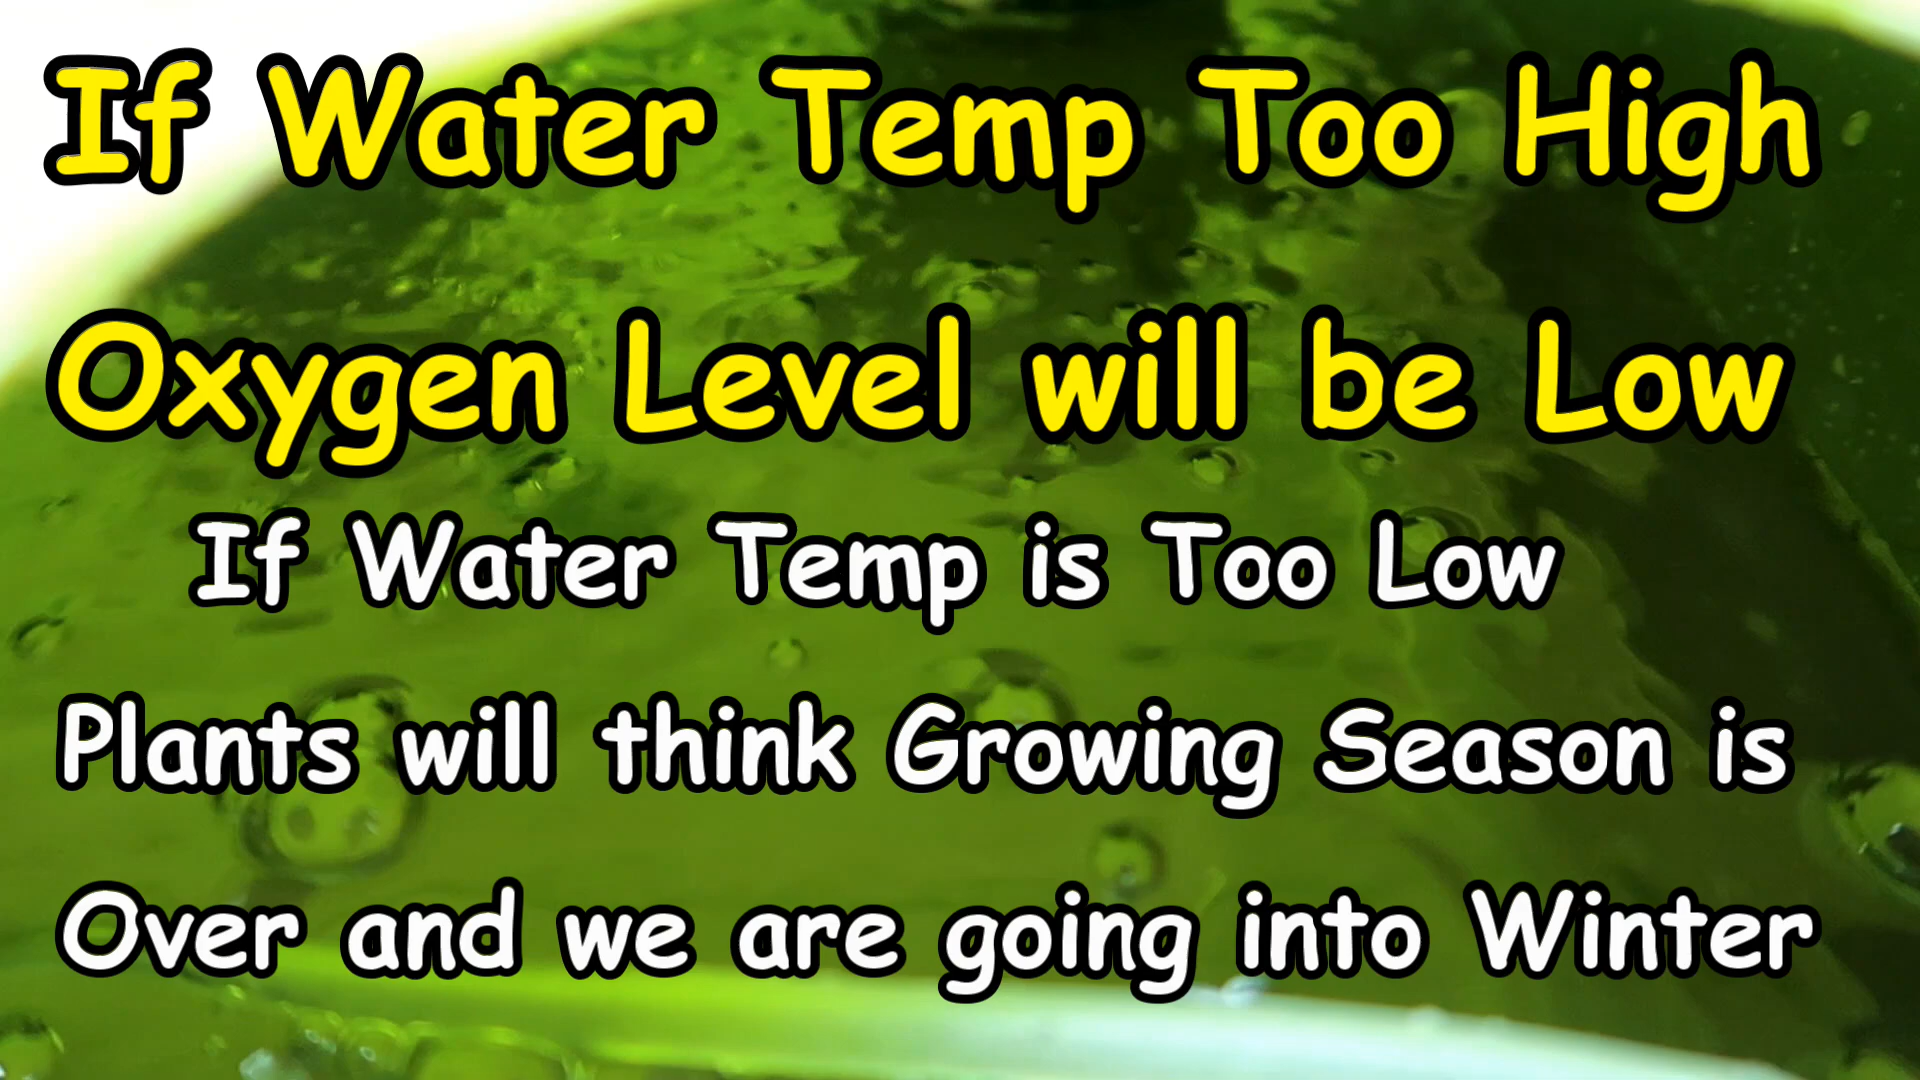 If Water Temp Too High
Oxygen Level will be Low
If Water Temp is Too Low
Plants will think Growing Season is
Over and we are going into Winter